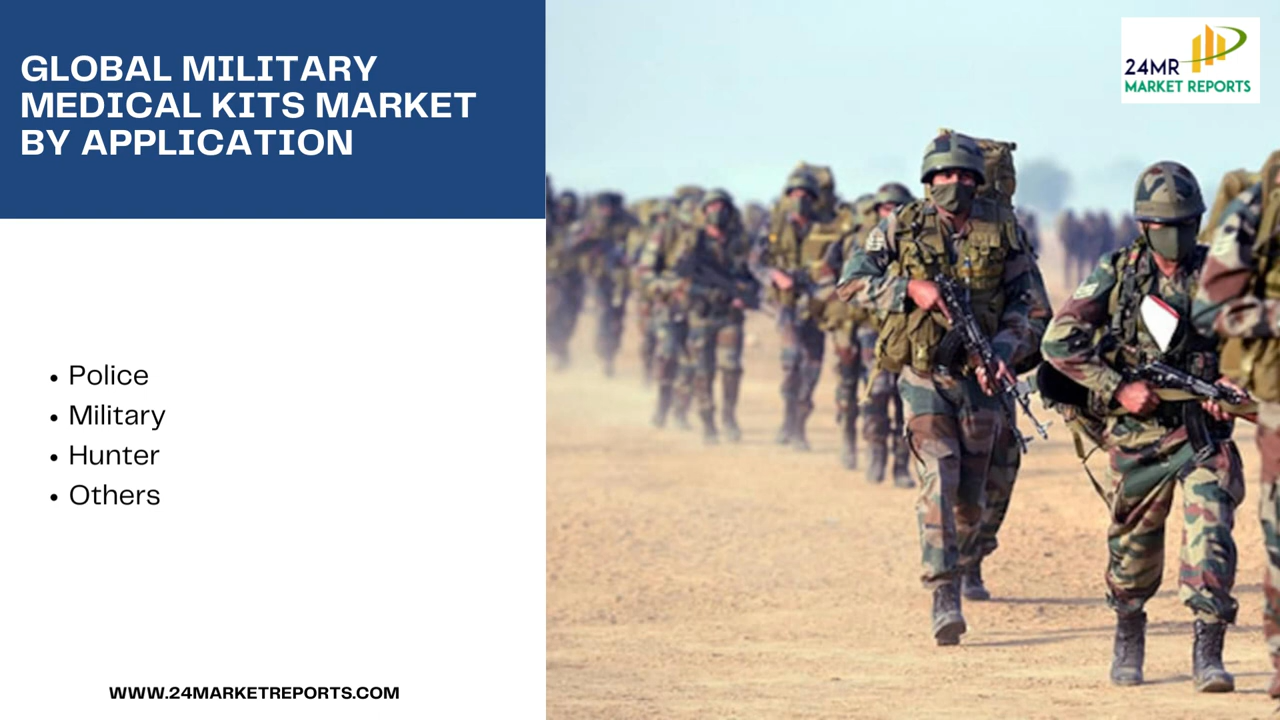 GLOBAL MILITARY
MEDICAL KITS MARKET
BY APPLICATION
24MR
MARKET REPORTS
• Police
• Military
• Hunter
• Others
WWW.24MARKETREPORTS.COM